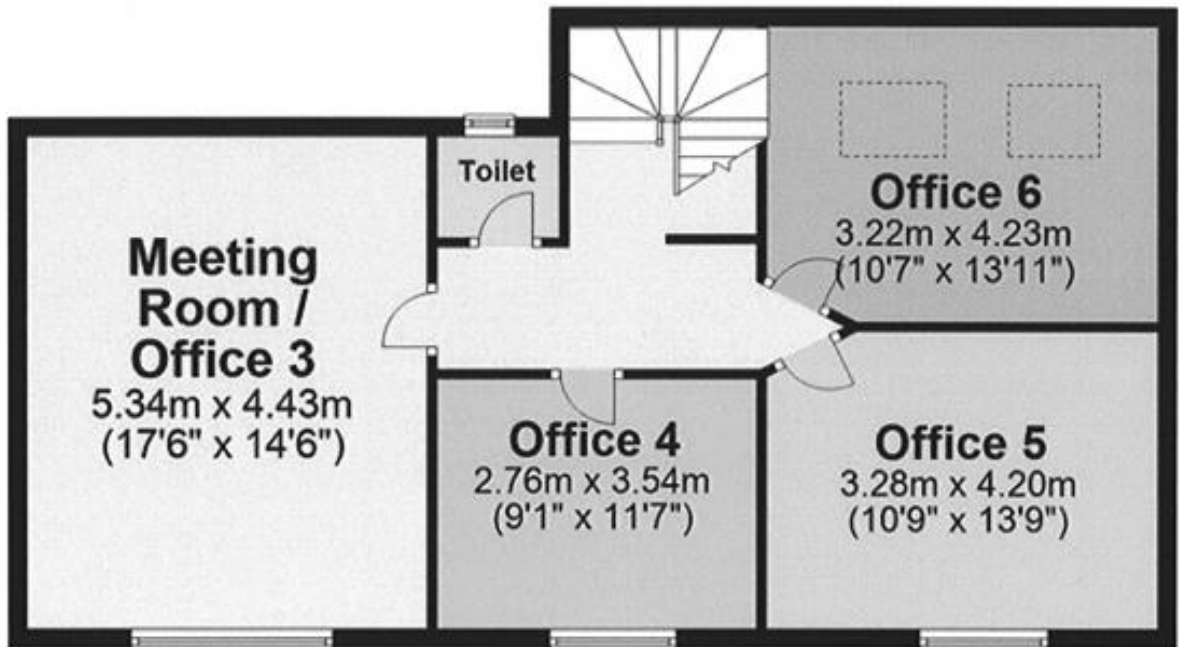 Toilet
Meeting
Room /
Office 3
5.34m x 4.43m
(17'6" x 14'6")
Office 4
2.76m x 3.54m
(9'1" x 11'7")
Office 6
3.22m x 4.23m
(10'7" x 13'11")
Office 5
3.28m x 4.20m
(10'9" x 13'9")